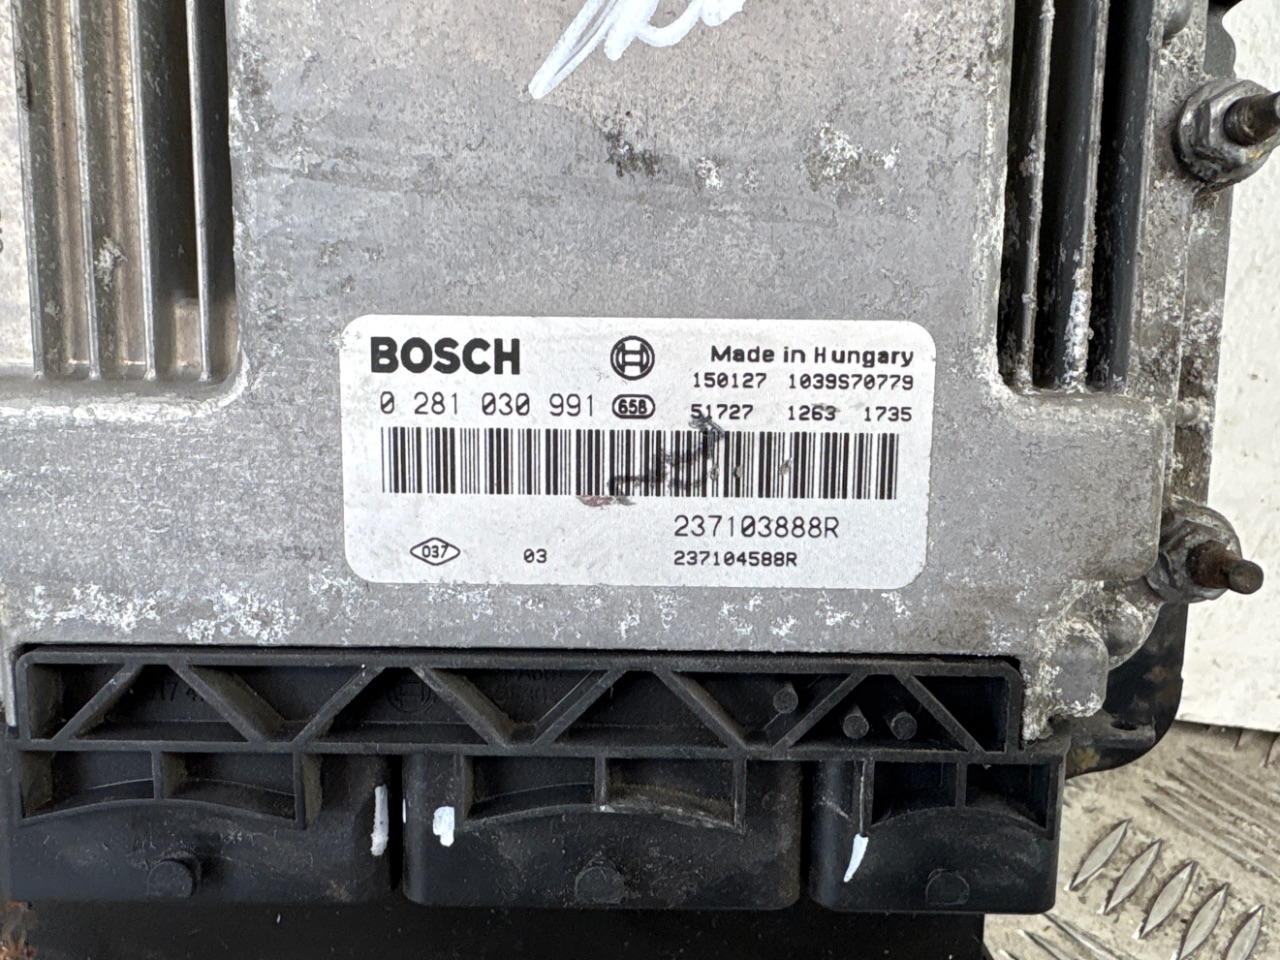 BOSCH
Made in Hungary
150127 1039S70779
0 281 030 991 658 51727 1263 1735
237103888R
037 03 237104588R